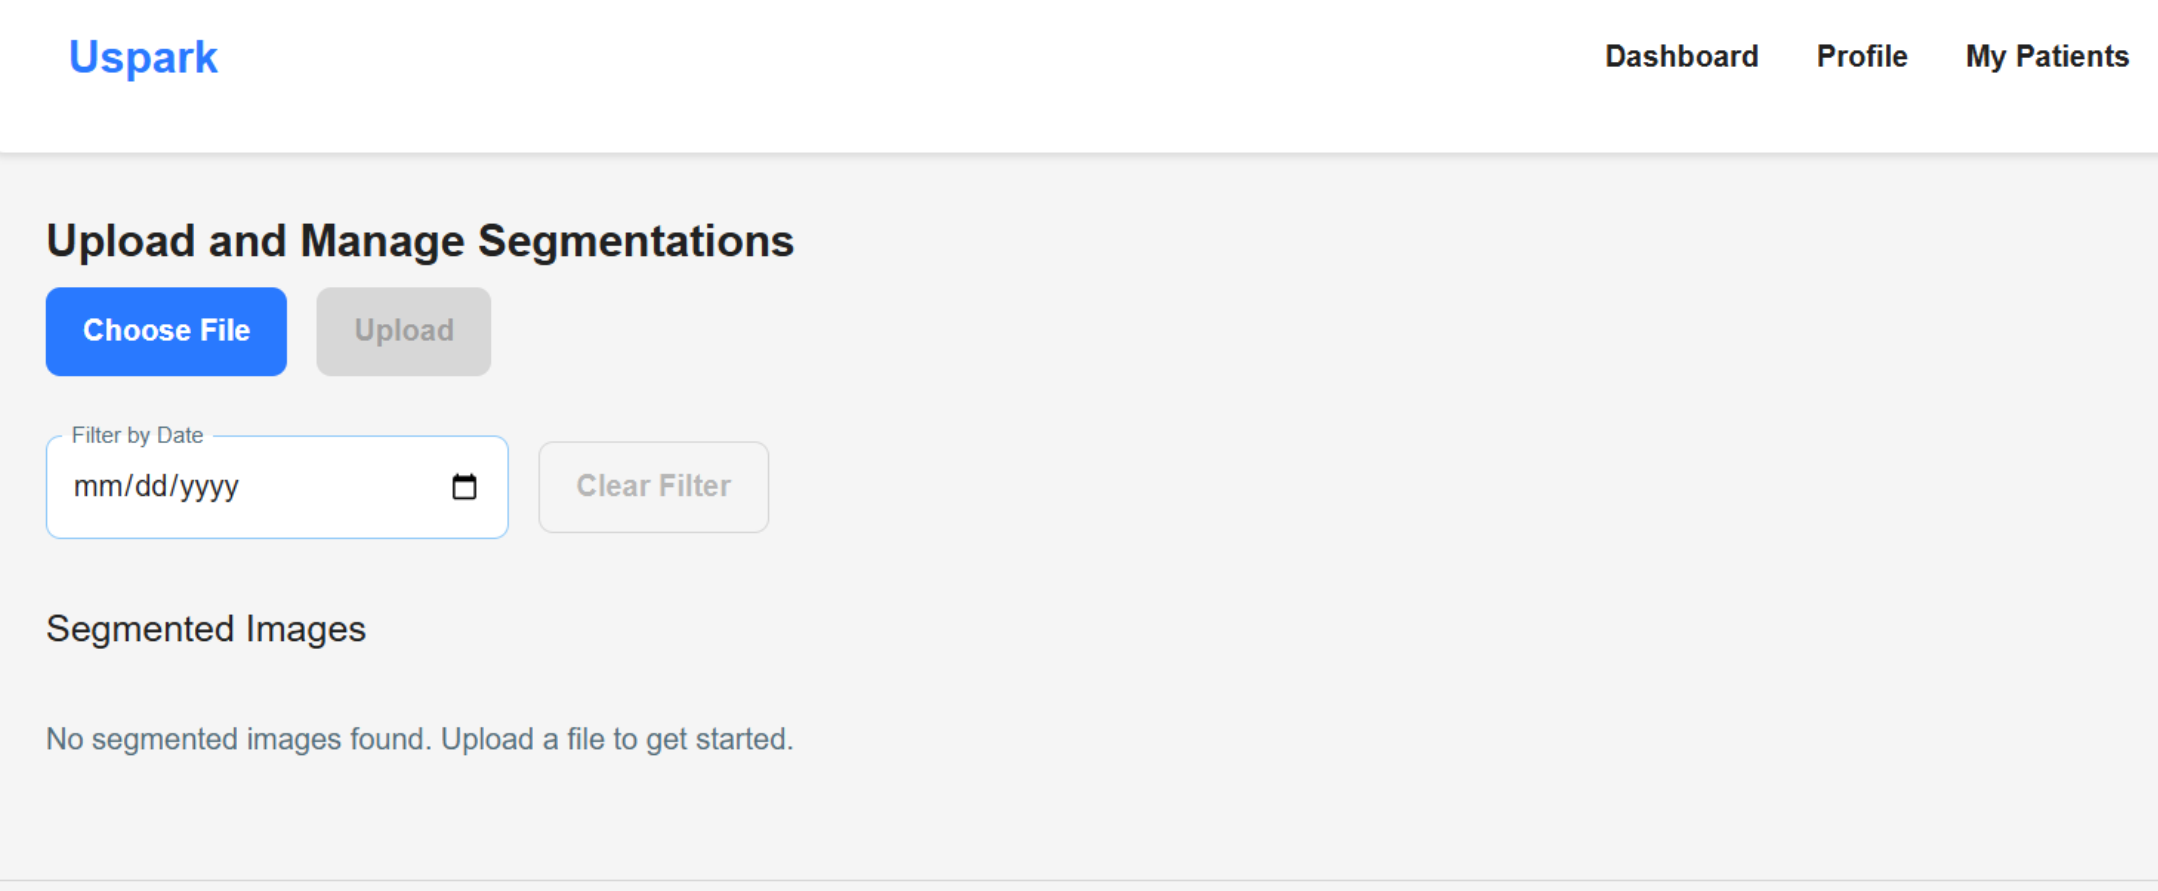 Uspark
Dashboard Profile My Patients
Upload and Manage Segmentations
Choose File Upload
Filter by Date
mm/dd/yyyy Clear Filter
Segmented Images
No segmented images found. Upload a file to get started.